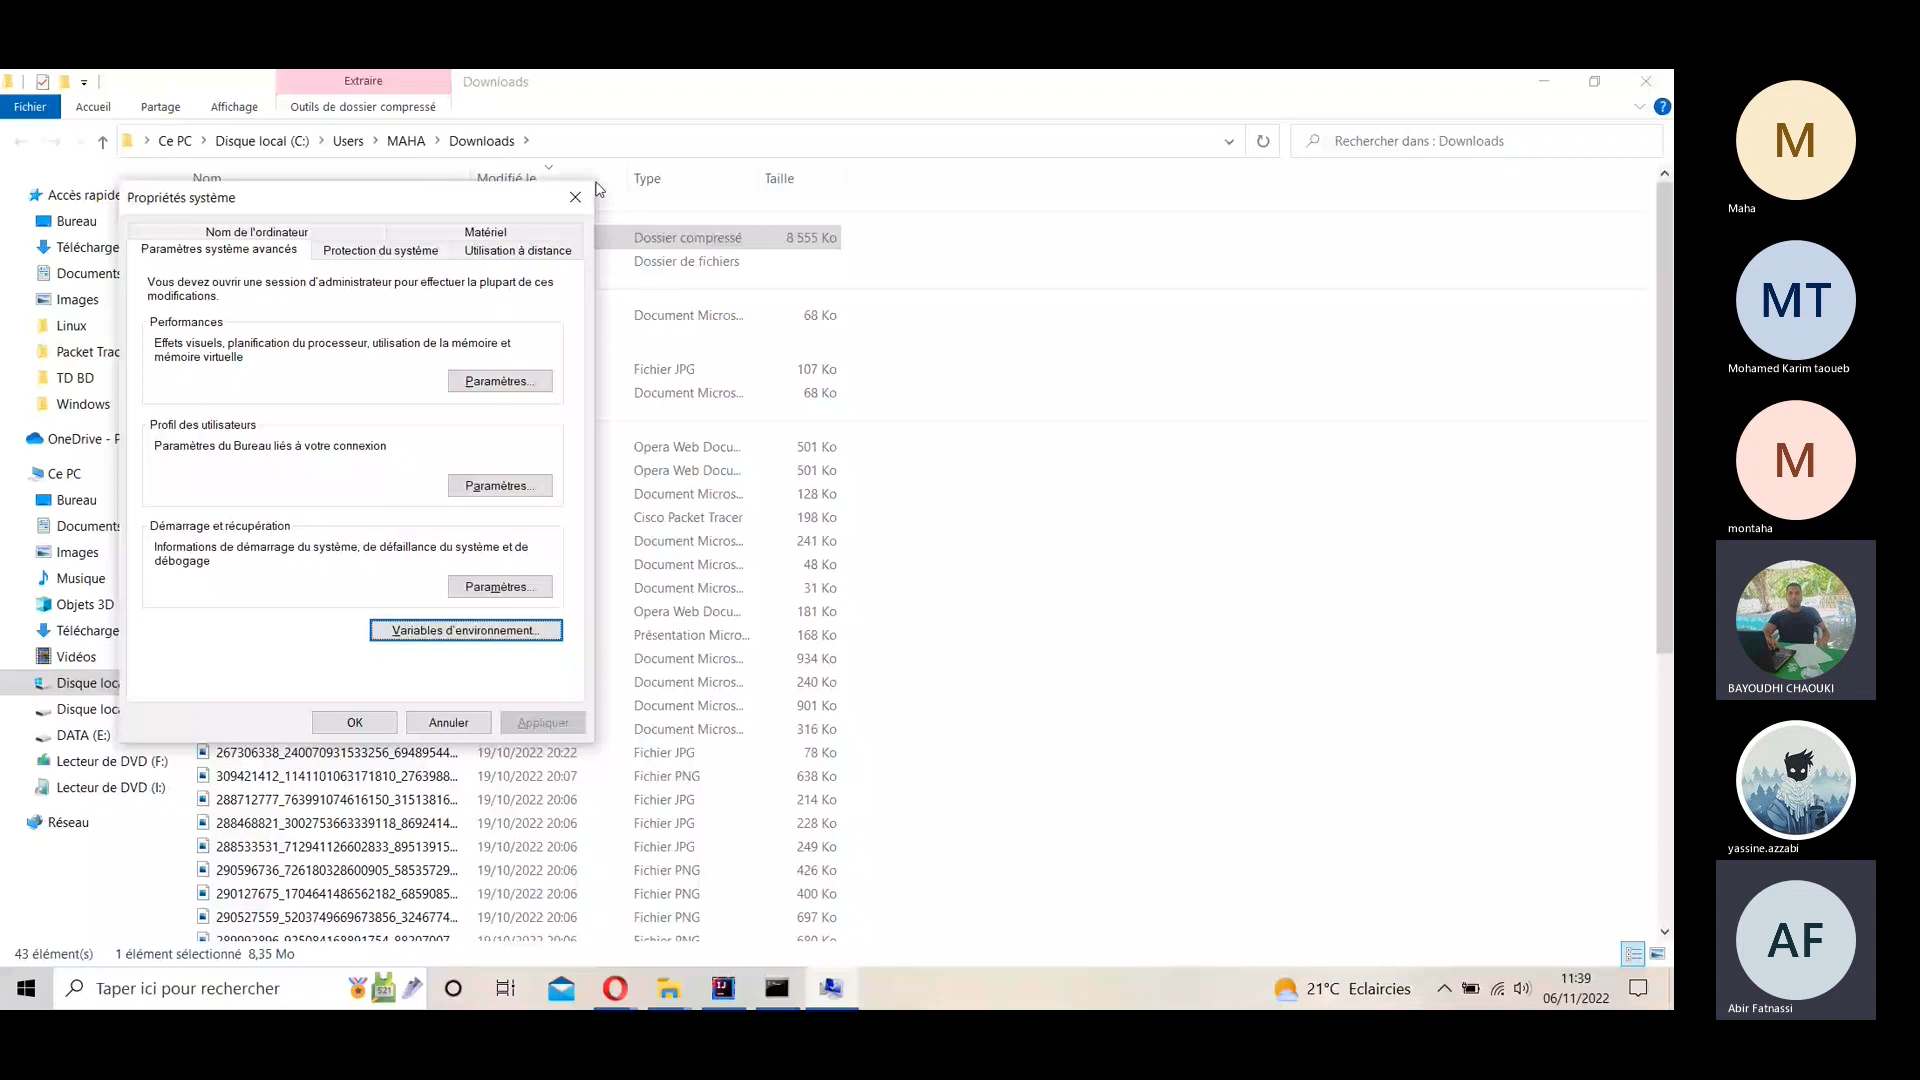 Extraire
Downloads
Fichier
Accueil
Partage
Affichage
Outils de dossier compressé
Ce PC > Disque local (C:) > Users > MAHA > Downloads >
Rechercher dans : Downloads
Nom
Modifié le
Type
Taille
Accès rapide
Bureau
Télécharge
Documents
Images
Linux
Packet Trac
TD BD
Windows
OneDrive - P
Ce PC
Bureau
Documents
Images
Musique
Objets 3D
Télécharge
Vidéos
Disque loca
Disque loca
DATA (E:)
Lecteur de DVD (F:)
Lecteur de DVD (I:)
Réseau
Propriétés système
Nom de l'ordinateur
Matériel
Paramètres système avancés
Protection du système
Utilisation à distance
Vous devez ouvrir une session d'administrateur pour effectuer la plupart de ces
modifications.
Performances
Effets visuels, planification du processeur, utilisation de la mémoire et
mémoire virtuelle
Paramètres...
Profil des utilisateurs
Paramètres du Bureau liés à votre connexion
Paramètres...
Démarrage et récupération
Informations de démarrage du système, de défaillance du système et de
débogage
Paramètres...
Variables d'environnement...
OK
Annuler
Appliquer
Dossier compressé 8 555 Ko
Dossier de fichiers
Document Micros... 68 Ko
Fichier JPG 107 Ko
Document Micros... 68 Ko
Opera Web Docu... 501 Ko
Opera Web Docu... 501 Ko
Document Micros... 128 Ko
Cisco Packet Tracer 198 Ko
Document Micros... 241 Ko
Document Micros... 48 Ko
Document Micros... 31 Ko
Opera Web Docu... 181 Ko
Présentation Micro... 168 Ko
Document Micros... 934 Ko
Document Micros... 240 Ko
Document Micros... 901 Ko
Document Micros... 316 Ko
267306338_240070931533256_69489544... 19/10/2022 20:22 Fichier JPG 78 Ko
309421412_1141101063171810_2763988... 19/10/2022 20:07 Fichier PNG 638 Ko
288712777_763991074616150_31513816... 19/10/2022 20:06 Fichier JPG 214 Ko
288468821_3002753663339118_8692414... 19/10/2022 20:06 Fichier JPG 228 Ko
288533531_712941126602833_89513915... 19/10/2022 20:06 Fichier JPG 249 Ko
290596736_726180328600905_58535729... 19/10/2022 20:06 Fichier PNG 426 Ko
290127675_1704641486562182_6859085... 19/10/2022 20:06 Fichier PNG 400 Ko
290527559_5203749669673856_3246774... 19/10/2022 20:06 Fichier PNG 697 Ko
43 élément(s)
1 élément sélectionné 8,35 Mo
Taper ici pour rechercher
521
21°C Eclaircies
11:39
06/11/2022
M
Maha
MT
Mohamed Karim taoueb
M
montaha
BAYOUDHI CHAOUKI
yassine.azzabi
AF
Abir Fatnassi